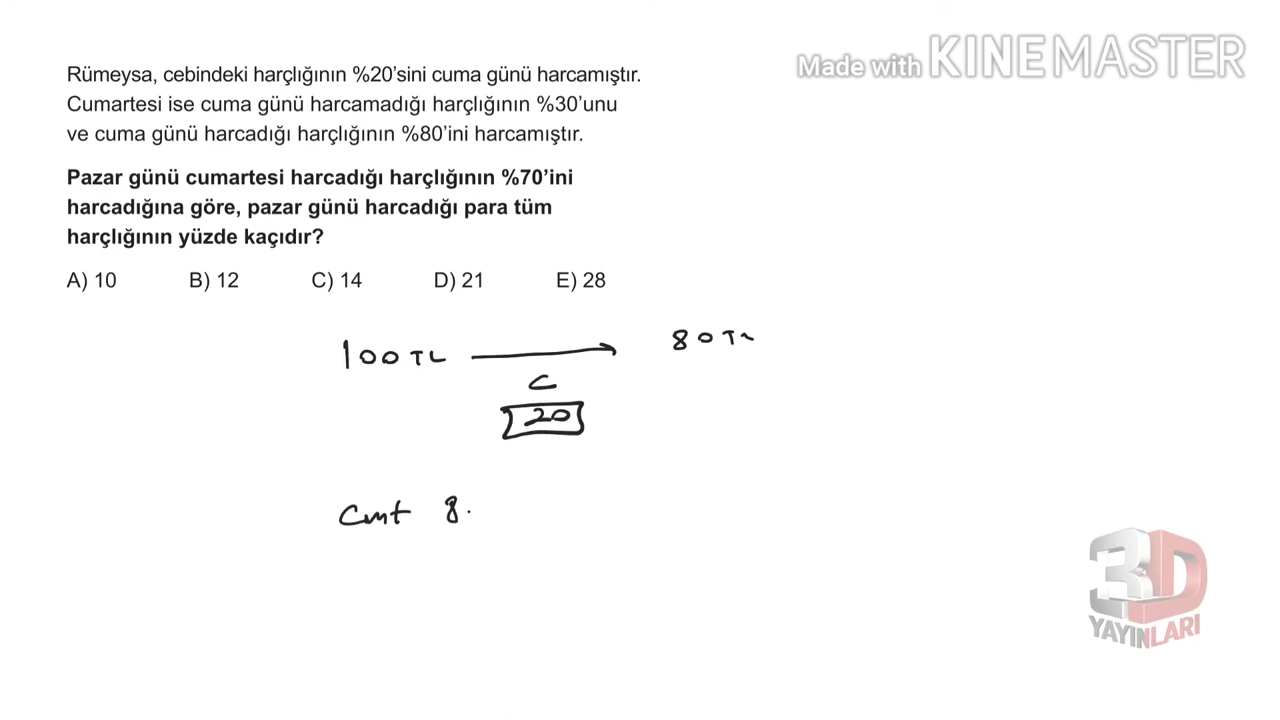 Made with KINEMASTER
Rümeysa, cebindeki harçlığının %20'sini cuma günü harcamıştır.
Cumartesi ise cuma günü harcamadığı harçlığının %30'unu
ve cuma günü harcadığı harçlığının %80'ini harcamıştır.
Pazar günü cumartesi harcadığı harçlığının %70'ini
harcadığına göre, pazar günü harcadığı para tüm
harçlığının yüzde kaçıdır?
A) 10 B) 12 C) 14 D) 21 E) 28
100 TL 80 TL
C
20
Cmt 8.
3D
YAYINLARI